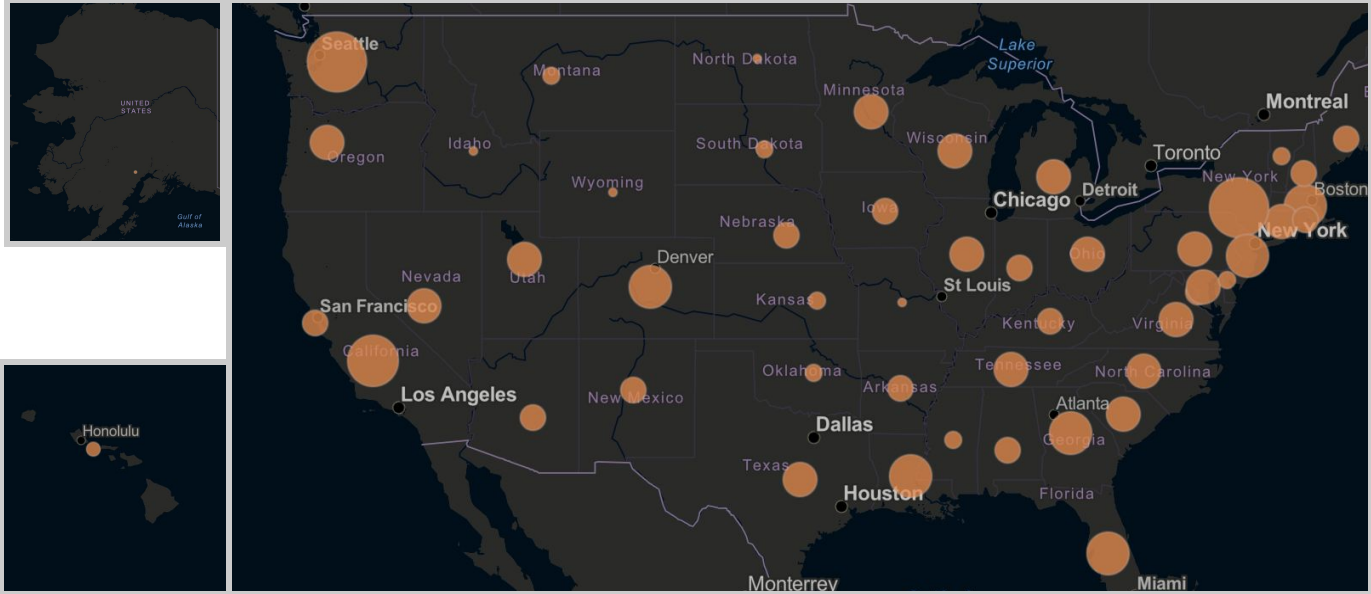 UNITED
STATES
Gulf of
Alaska
Honolulu
Seattle
Montana
North Dakota
Lake
Superior
Minnesota
Montreal
Oregon
Idaho
South Dakota
Wisconsin
Toronto
Wyoming
New York
Detroit
Boston
Chicago
Iowa
Nebraska
New York
Denver
Ohio
Nevada
Utah
St Louis
San Francisco
Kansas
Kentucky
Virginia
California
Tennessee
Oklahoma
North Carolina
Arkansas
Los Angeles
New Mexico
Atlanta
Dallas
Georgia
Texas
Houston
Florida
Monterrey
Miami